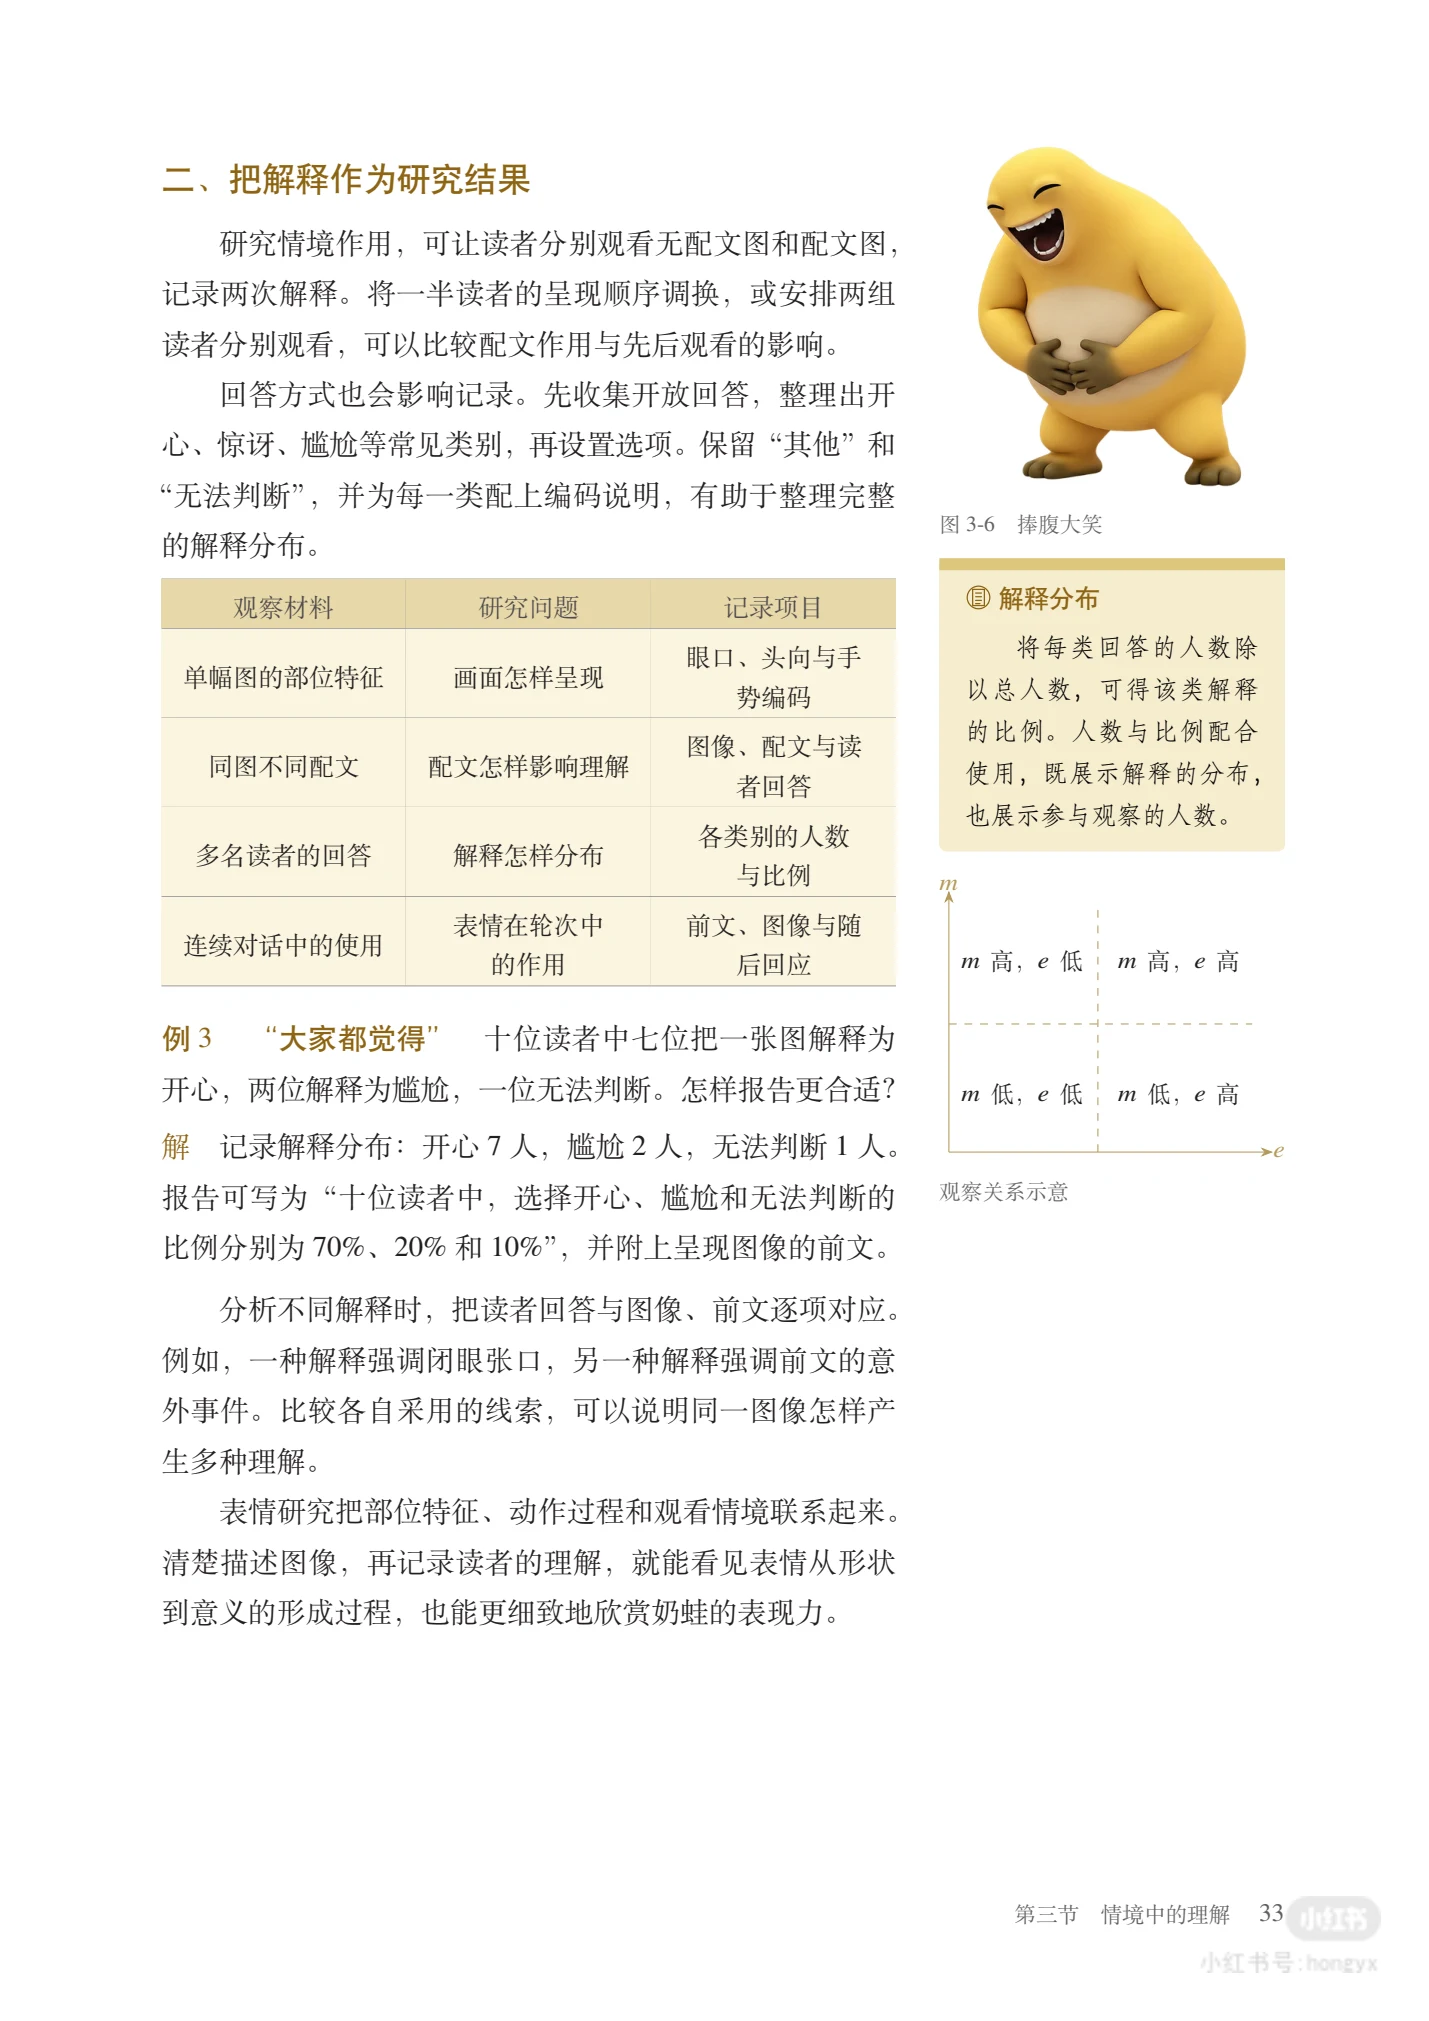 二、把解释作为研究结果
研究情境作用，可让读者分别观看无配文图和配文图，
记录两次解释。将一半读者的呈现顺序调换，或安排两组
读者分别观看，可以比较配文作用与先后观看的影响。
回答方式也会影响记录。先收集开放回答，整理出开
心、惊讶、尴尬等常见类别，再设置选项。保留“其他”和
“无法判断”，并为每一类配上编码说明，有助于整理完整
的解释分布。
观察材料 研究问题 记录项目
单幅图的部位特征 画面怎样呈现 眼口、头向与手
势编码
同图不同配文 配文怎样影响理解 图像、配文与读
者回答
多名读者的回答 解释怎样分布 各类别的人数
与比例
连续对话中的使用 表情在轮次中
的作用 前文、图像与随
后回应
例 3 “大家都觉得” 十位读者中七位把一张图解释为
开心，两位解释为尴尬，一位无法判断。怎样报告更合适？
解 记录解释分布：开心 7 人，尴尬 2 人，无法判断 1 人。
报告可写为“十位读者中，选择开心、尴尬和无法判断的
比例分别为 70%、20% 和 10%”，并附上呈现图像的前文。
分析不同解释时，把读者回答与图像、前文逐项对应。
例如，一种解释强调闭眼张口，另一种解释强调前文的意
外事件。比较各自采用的线索，可以说明同一图像怎样产
生多种理解。
表情研究把部位特征、动作过程和观看情境联系起来。
清楚描述图像，再记录读者的理解，就能看见表情从形状
到意义的形成过程，也能更细致地欣赏奶蛙的表现力。
图 3-6 捧腹大笑
解释分布
将每类回答的人数除
以总人数，可得该类解释
的比例。人数与比例配合
使用，既展示解释的分布，
也展示参与观察的人数。
m
m 高，e 低 m 高，e 高
m 低，e 低 m 低，e 高
e
观察关系示意
第三节 情境中的理解 33
小红书
小红书号:hongyx